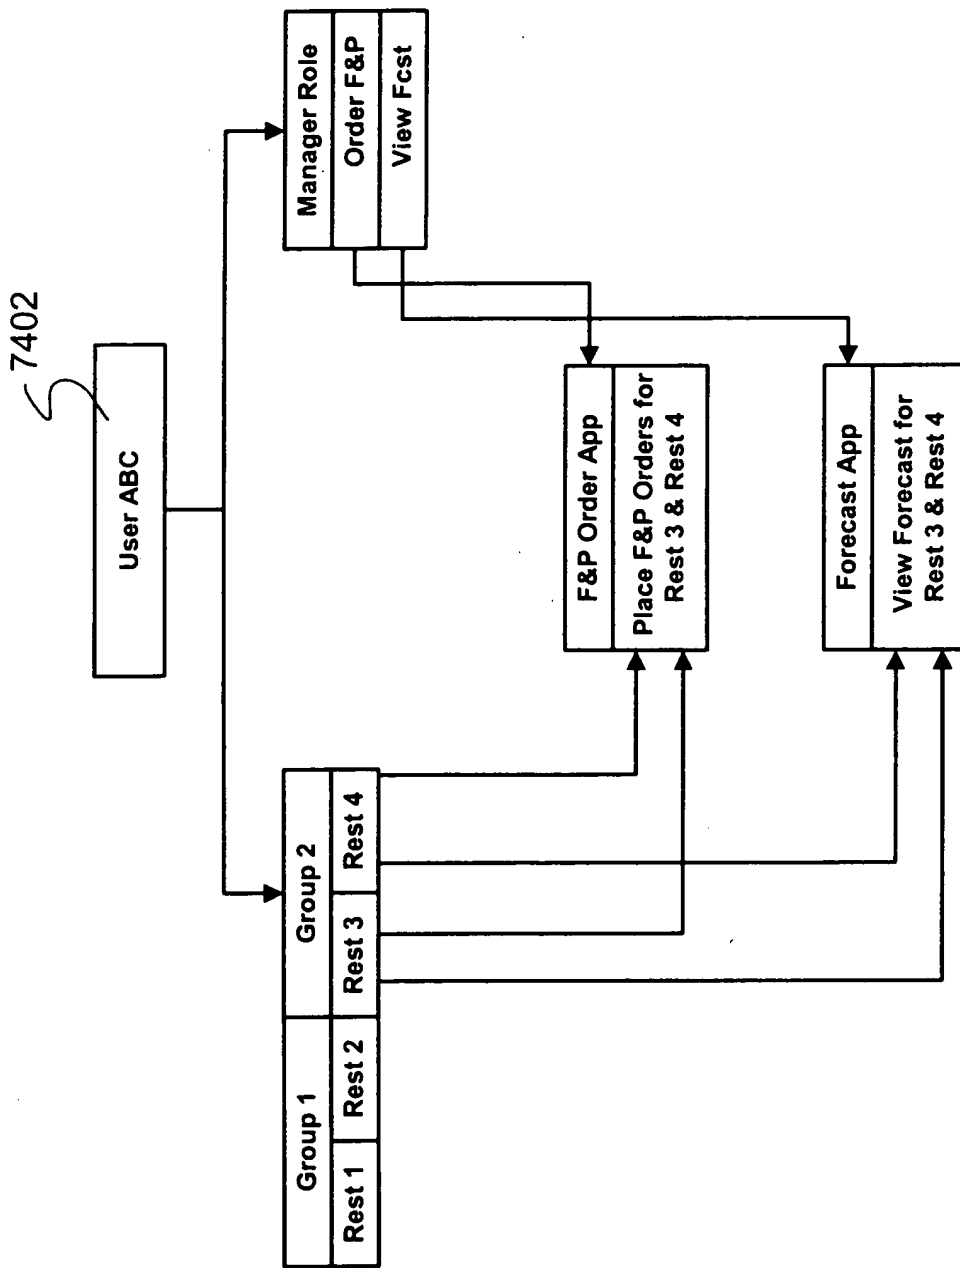 7402
User ABC
Group 1
Group 2
Rest 1
Rest 2
Rest 3
Rest 4
Manager Role
Order F&P
View Fcst
F&P Order App
Place F&P Orders for
Rest 3 & Rest 4
Forecast App
View Forecast for
Rest 3 & Rest 4